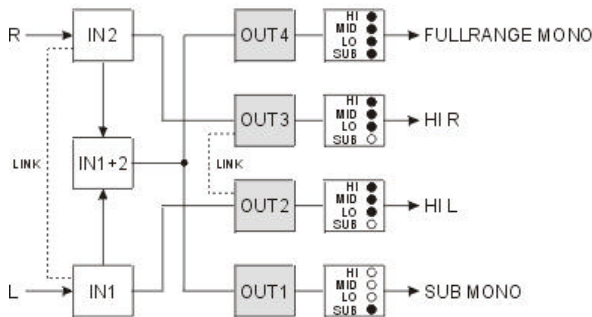 R IN2 OUT4 HI MID LO SUB FULLRANGE MONO
OUT3 HI MID LO SUB HI R
LINK IN1+2 LINK
OUT2 HI MID LO SUB HI L
L IN1 OUT1 HI MID LO SUB SUB MONO